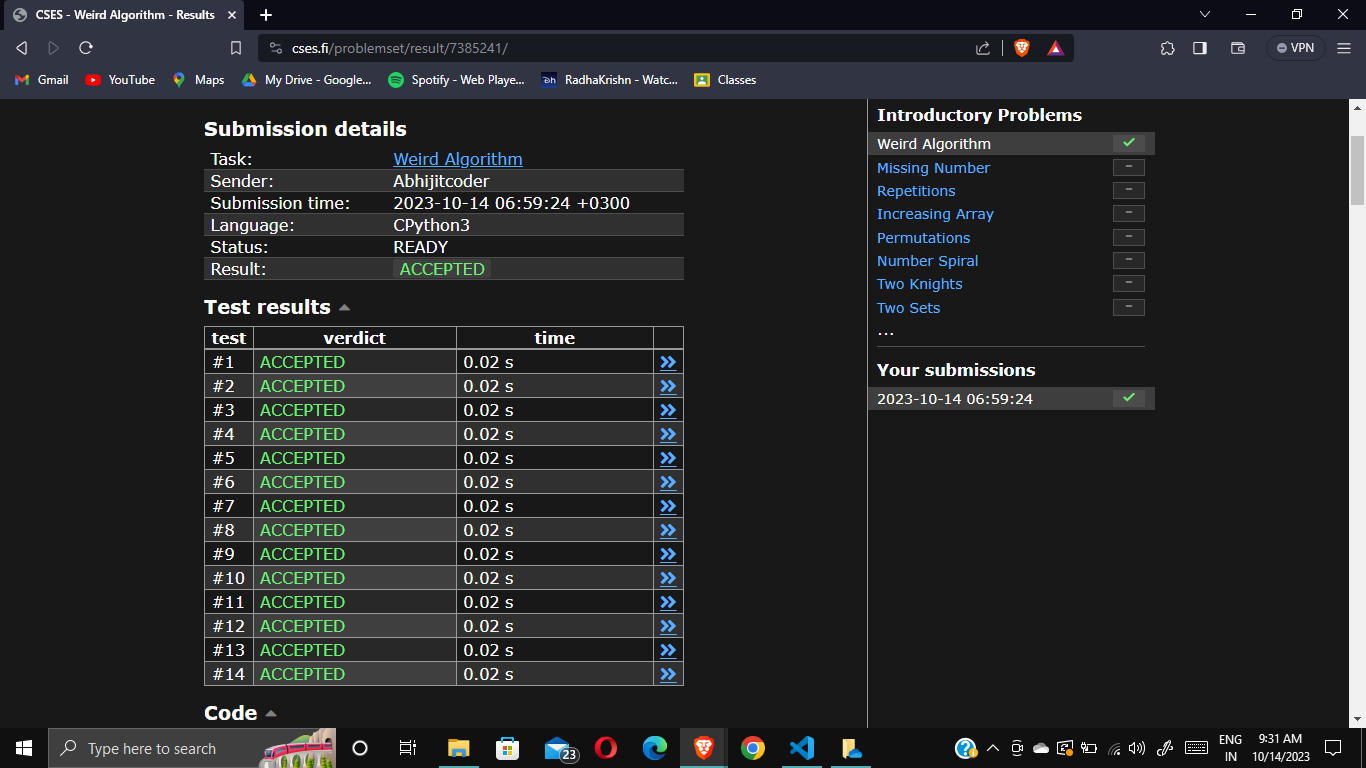 CSES - Weird Algorithm - Results
cses.fi/problemset/result/7385241/
VPN
Gmail YouTube Maps My Drive - Google... Spotify - Web Playe... RadhaKrishn - Watc... Classes
Submission details
Task: Weird Algorithm
Sender: Abhijitcoder
Submission time: 2023-10-14 06:59:24 +0300
Language: CPython3
Status: READY
Result: ACCEPTED
Test results
test verdict time
#1 ACCEPTED 0.02 s »
#2 ACCEPTED 0.02 s »
#3 ACCEPTED 0.02 s »
#4 ACCEPTED 0.02 s »
#5 ACCEPTED 0.02 s »
#6 ACCEPTED 0.02 s »
#7 ACCEPTED 0.02 s »
#8 ACCEPTED 0.02 s »
#9 ACCEPTED 0.02 s »
#10 ACCEPTED 0.02 s »
#11 ACCEPTED 0.02 s »
#12 ACCEPTED 0.02 s »
#13 ACCEPTED 0.02 s »
#14 ACCEPTED 0.02 s »
Code
Introductory Problems
Weird Algorithm
Missing Number -
Repetitions -
Increasing Array -
Permutations -
Number Spiral -
Two Knights -
Two Sets -
...
Your submissions
2023-10-14 06:59:24
Type here to search
23
ENG
IN
9:31 AM
10/14/2023